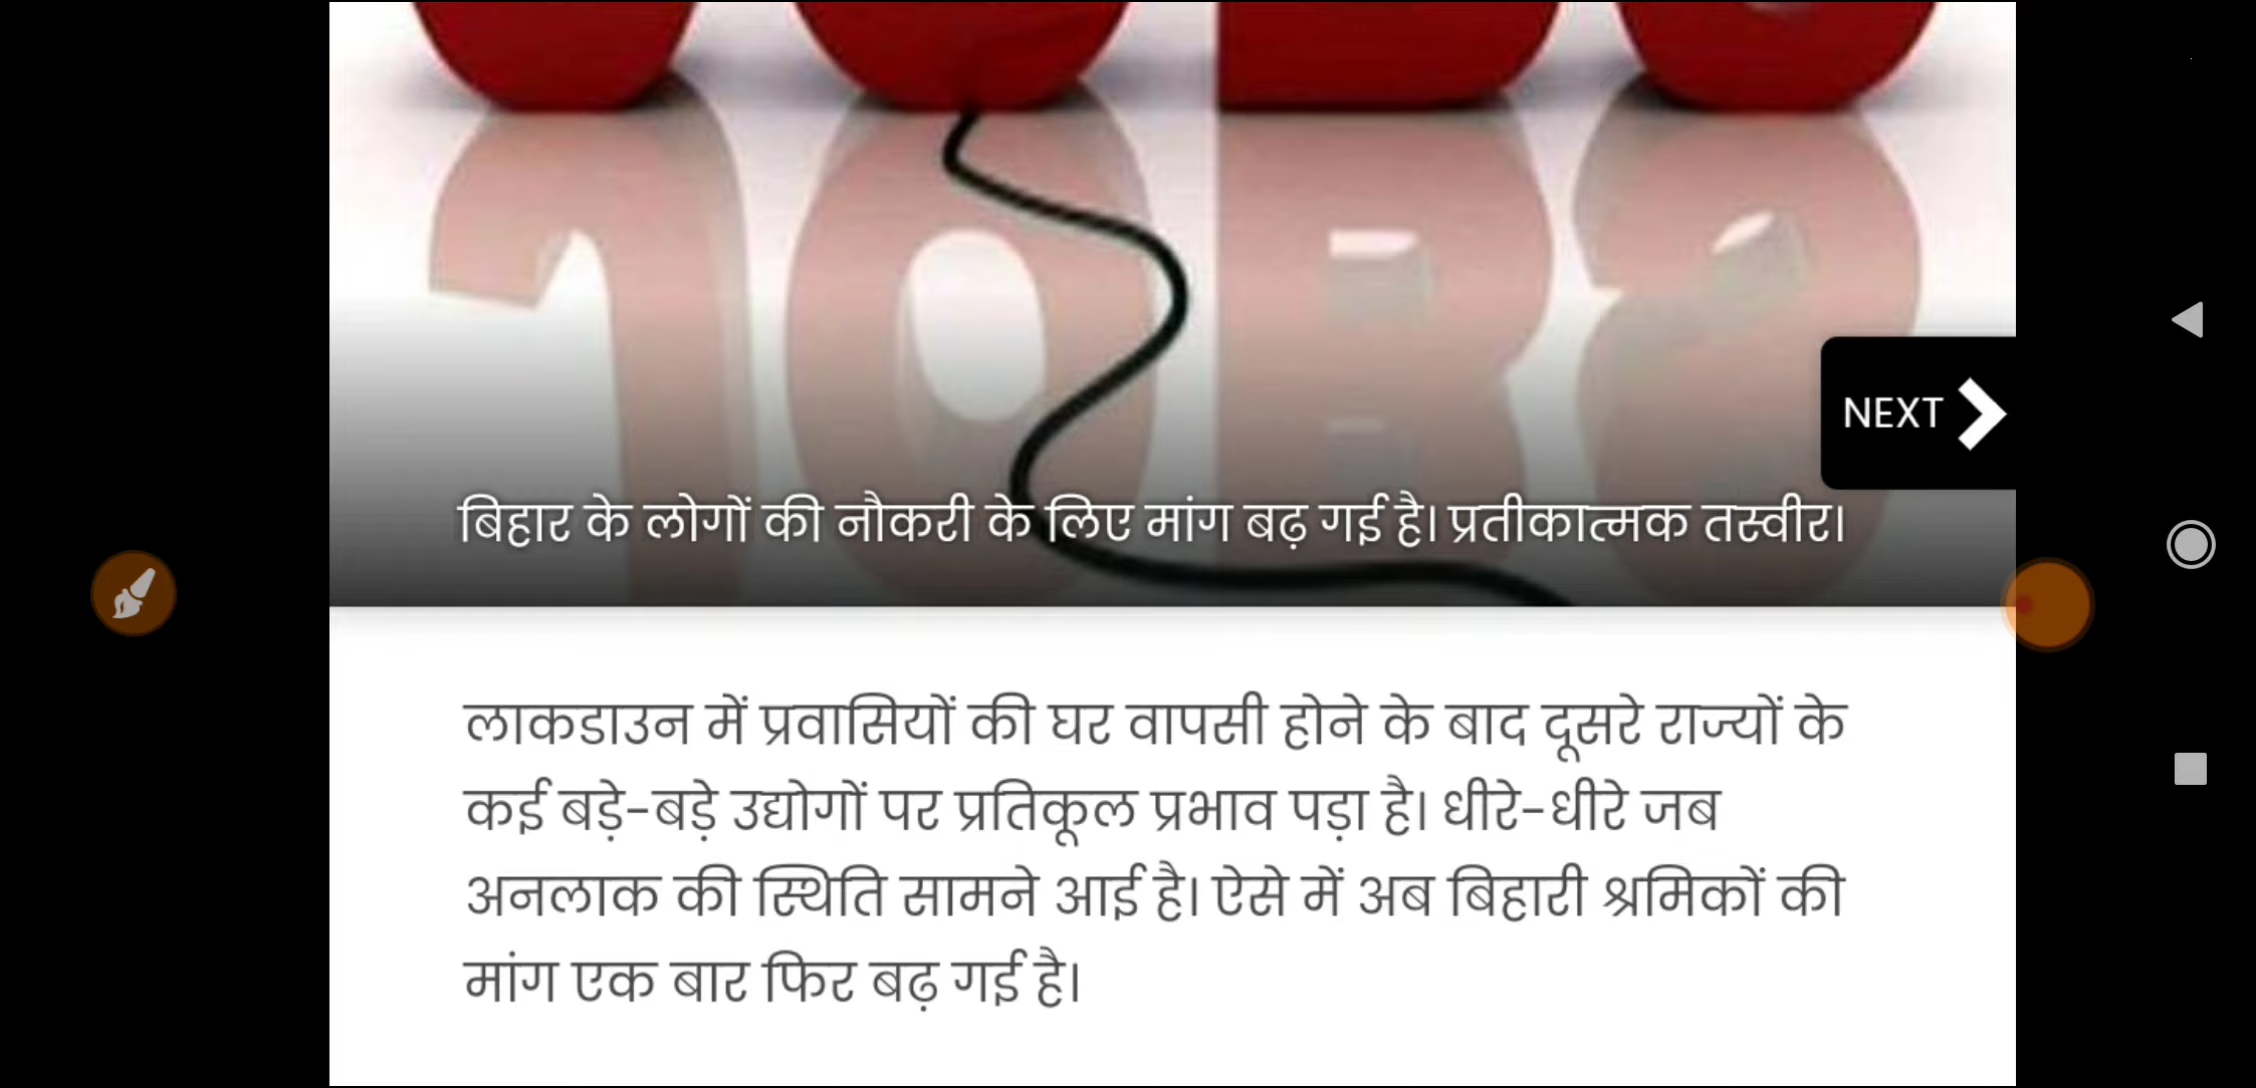 NEXT
बिहार के लोगों की नौकरी के लिए मांग बढ़ गई है। प्रतीकात्मक तस्वीर।
लाकडाउन में प्रवासियों की घर वापसी होने के बाद दूसरे राज्यों के
कई बड़े-बड़े उद्योगों पर प्रतिकूल प्रभाव पड़ा है। धीरे-धीरे जब
अनलाक की स्थिति सामने आई है। ऐसे में अब बिहारी श्रमिकों की
मांग एक बार फिर बढ़ गई है।